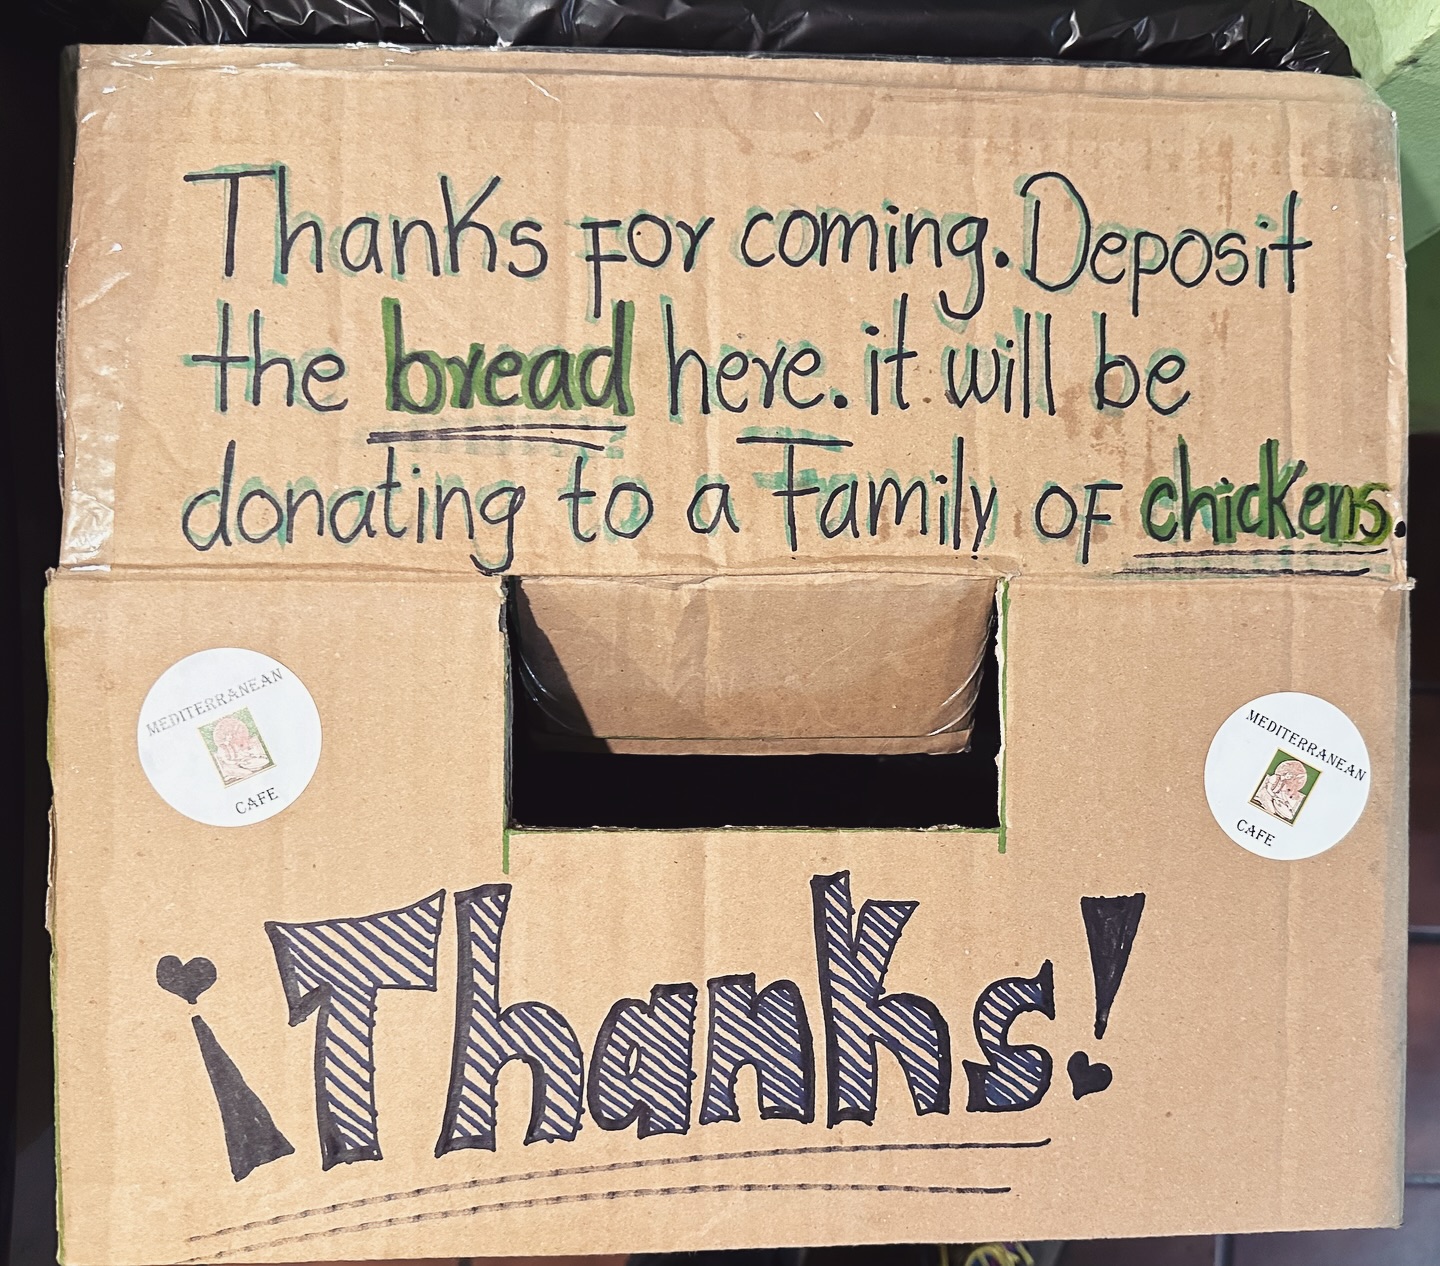 Thanks for coming. Deposit
the bread here. it will be
donating to a family of chickens.
MEDITERRANEAN
CAFE
MEDITERRANEAN
CAFE
¡Thanks!